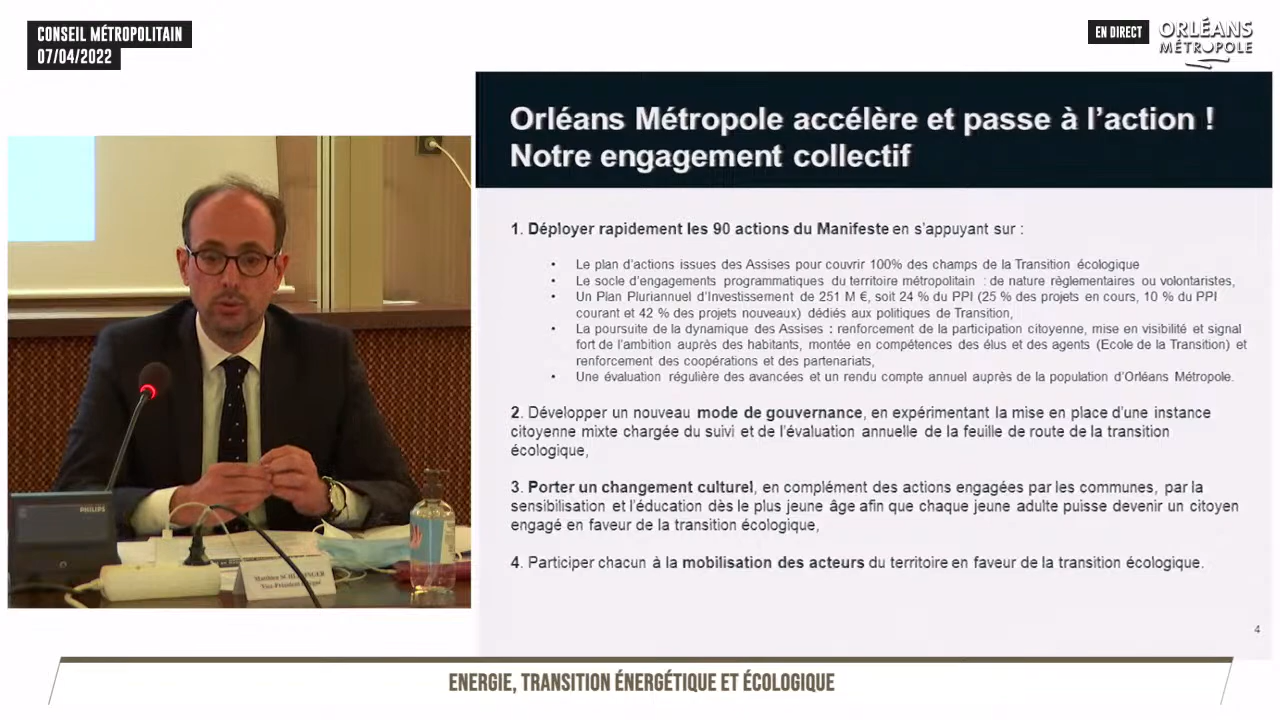 CONSEIL MÉTROPOLITAIN
07/04/2022
EN DIRECT
ORLÉANS
MÉTROPOLE
Orléans Métropole accélère et passe à l'action !
Notre engagement collectif
1. Déployer rapidement les 90 actions du Manifeste en s'appuyant sur :
• Le plan d'actions issues des Assises pour couvrir 100% des champs de la Transition écologique
• Le socle d'engagements programmatiques du territoire métropolitain : de nature règlementaires ou volontaristes,
• Un Plan Pluriannuel d'Investissement de 251 M €, soit 24 % du PPI (25 % des projets en cours, 10 % du PPI
courant et 42 % des projets nouveaux) dédiés aux politiques de Transition,
• La poursuite de la dynamique des Assises : renforcement de la participation citoyenne, mise en visibilité et signal
fort de l'ambition auprès des habitants, montée en compétences des élus et des agents (Ecole de la Transition) et
renforcement des coopérations et des partenariats,
• Une évaluation régulière des avancées et un rendu compte annuel auprès de la population d'Orléans Métropole.
2. Développer un nouveau mode de gouvernance, en expérimentant la mise en place d'une instance
citoyenne mixte chargée du suivi et de l'évaluation annuelle de la feuille de route de la transition
écologique,
3. Porter un changement culturel, en complément des actions engagées par les communes, par la
sensibilisation et l'éducation dès le plus jeune âge afin que chaque jeune adulte puisse devenir un citoyen
engagé en faveur de la transition écologique,
4. Participer chacun à la mobilisation des acteurs du territoire en faveur de la transition écologique.
4
PHILIPS
Matthieu
Vice-Président
ENERGIE, TRANSITION ÉNERGÉTIQUE ET ÉCOLOGIQUE